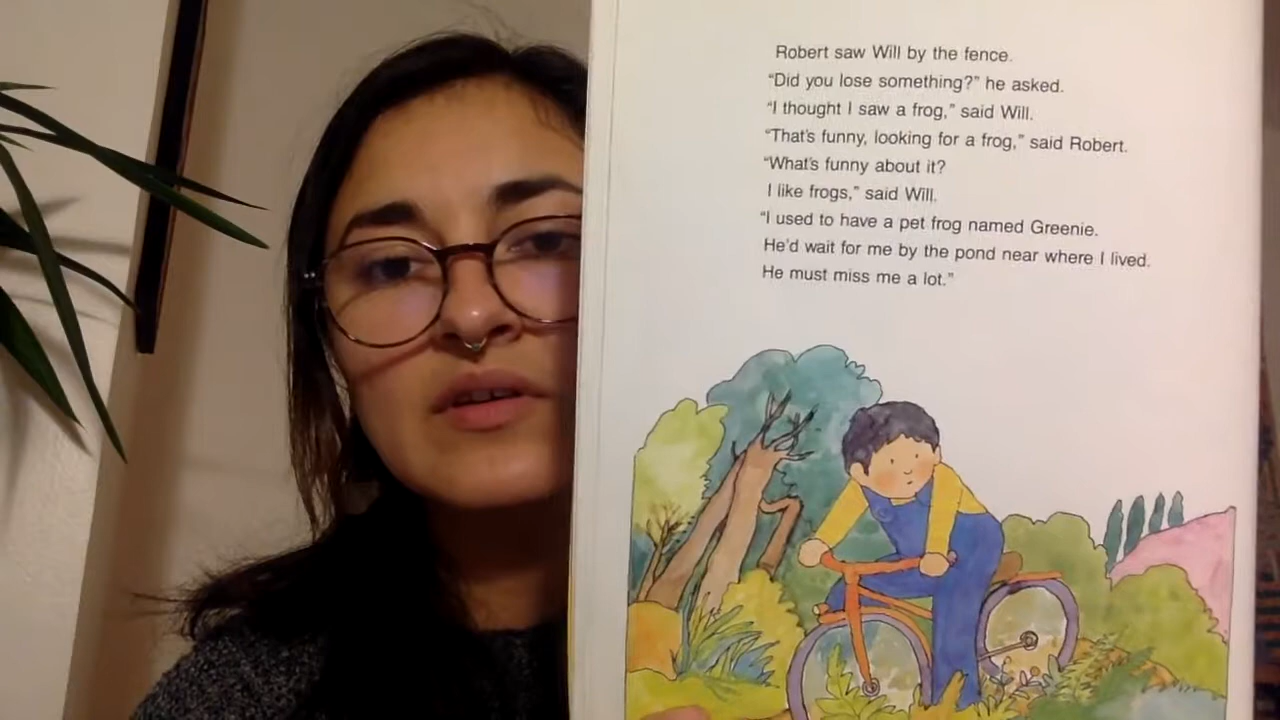 Robert saw Will by the fence.
“Did you lose something?” he asked.
“I thought I saw a frog,” said Will.
“That's funny, looking for a frog,” said Robert.
“What's funny about it?
I like frogs,” said Will.
“I used to have a pet frog named Greenie.
He'd wait for me by the pond near where I lived.
He must miss me a lot.”